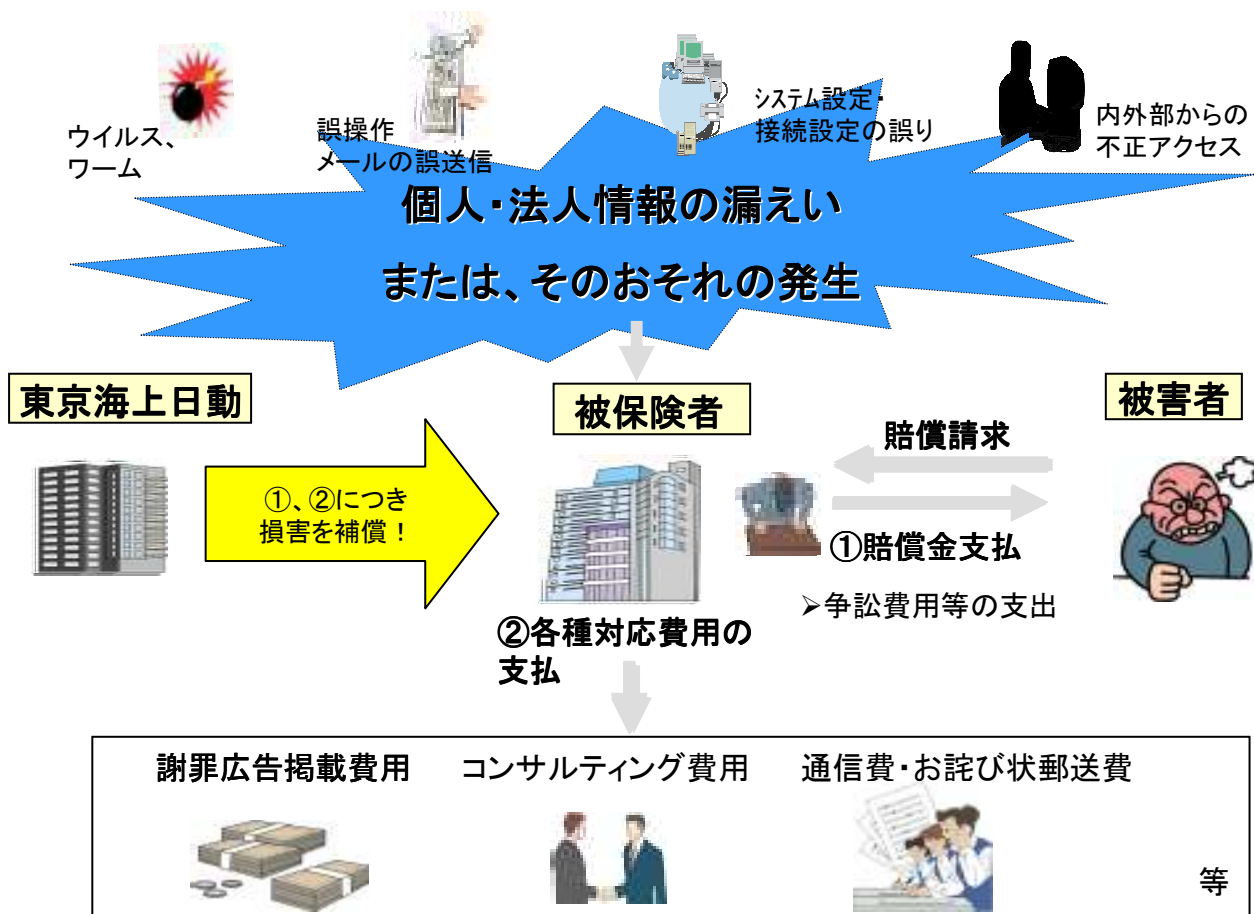 ウイルス、
ワーム
誤操作
メールの誤送信
システム設定・
接続設定の誤り
内外部からの
不正アクセス
個人・法人情報の漏えい
または、そのおそれの発生
東京海上日動
被保険者
被害者
賠償請求
①、②につき
損害を補償！
①賠償金支払
➢争訟費用等の支出
②各種対応費用の
支払
謝罪広告掲載費用
コンサルティング費用
通信費・お詫び状郵送費
等